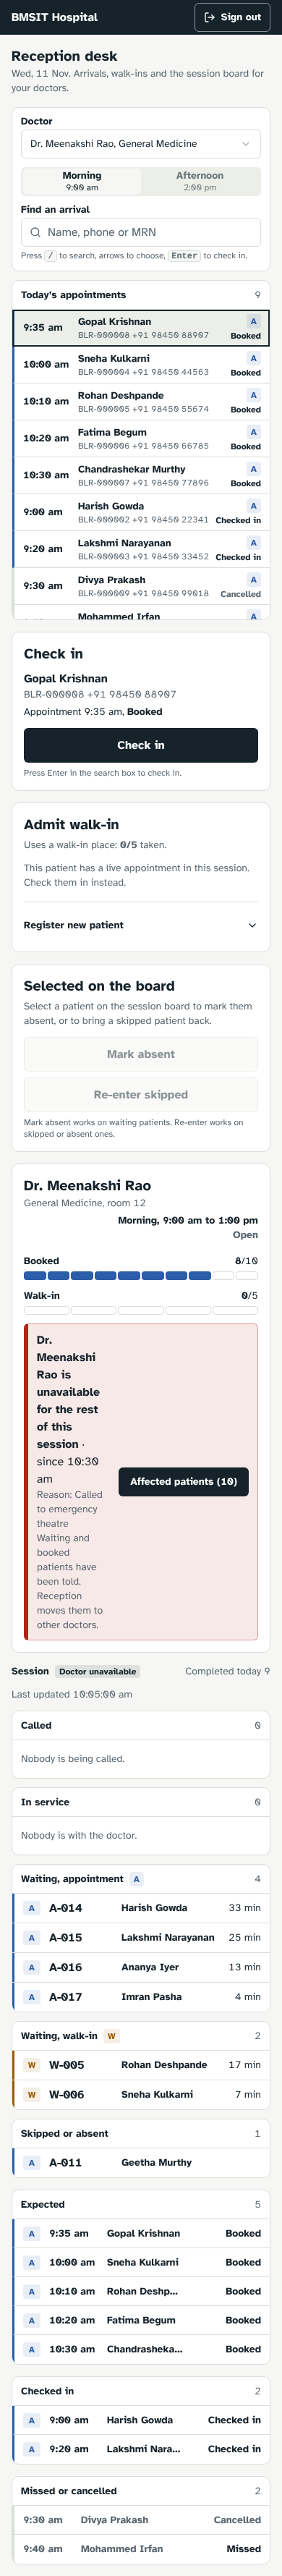 BMSIT Hospital
Sign out
Reception desk
Wed, 11 Nov. Arrivals, walk-ins and the session board for
your doctors.
Doctor
Dr. Meenakshi Rao, General Medicine
Morning
9:00 am
Afternoon
2:00 pm
Find an arrival
Name, phone or MRN
Press / to search, arrows to choose, Enter to check in.
Today's appointments 9
9:35 am Gopal Krishnan A
BLR-000008 +91 98450 88907 Booked
10:00 am Sneha Kulkarni A
BLR-000004 +91 98450 44563 Booked
10:10 am Rohan Deshpande A
BLR-000005 +91 98450 55674 Booked
10:20 am Fatima Begum A
BLR-000006 +91 98450 66785 Booked
10:30 am Chandrashekar Murthy A
BLR-000007 +91 98450 77896 Booked
9:00 am Harish Gowda A
BLR-000002 +91 98450 22341 Checked in
9:20 am Lakshmi Narayanan A
BLR-000003 +91 98450 33452 Checked in
9:30 am Divya Prakash A
BLR-000009 +91 98450 99018 Cancelled
Mohammed Irfan A
Check in
Gopal Krishnan
BLR-000008 +91 98450 88907
Appointment 9:35 am, Booked
Check in
Press Enter in the search box to check in.
Admit walk-in
Uses a walk-in place: 0/5 taken.
This patient has a live appointment in this session.
Check them in instead.
Register new patient
Selected on the board
Select a patient on the session board to mark them
absent, or to bring a skipped patient back.
Mark absent
Re-enter skipped
Mark absent works on waiting patients. Re-enter works on
skipped or absent ones.
Dr. Meenakshi Rao
General Medicine, room 12
Morning, 9:00 am to 1:00 pm
Open
Booked 8/10
Walk-in 0/5
Dr.
Meenakshi
Rao is
unavailable
for the rest
of this
session ·
since 10:30
am
Reason: Called
to emergency
theatre
Waiting and
booked
patients have
been told.
Reception
moves them to
other doctors.
Affected patients (10)
Session Doctor unavailable Completed today 9
Last updated 10:05:00 am
Called 0
Nobody is being called.
In service 0
Nobody is with the doctor.
Waiting, appointment A 4
A A-014 Harish Gowda 33 min
A A-015 Lakshmi Narayanan 25 min
A A-016 Ananya Iyer 13 min
A A-017 Imran Pasha 4 min
Waiting, walk-in W 2
W W-005 Rohan Deshpande 17 min
W W-006 Sneha Kulkarni 7 min
Skipped or absent 1
A A-011 Geetha Murthy
Expected 5
A 9:35 am Gopal Krishnan Booked
A 10:00 am Sneha Kulkarni Booked
A 10:10 am Rohan Deshp... Booked
A 10:20 am Fatima Begum Booked
A 10:30 am Chandrasheka... Booked
Checked in 2
A 9:00 am Harish Gowda Checked in
A 9:20 am Lakshmi Nara... Checked in
Missed or cancelled 2
9:30 am Divya Prakash Cancelled
9:40 am Mohammed Irfan Missed